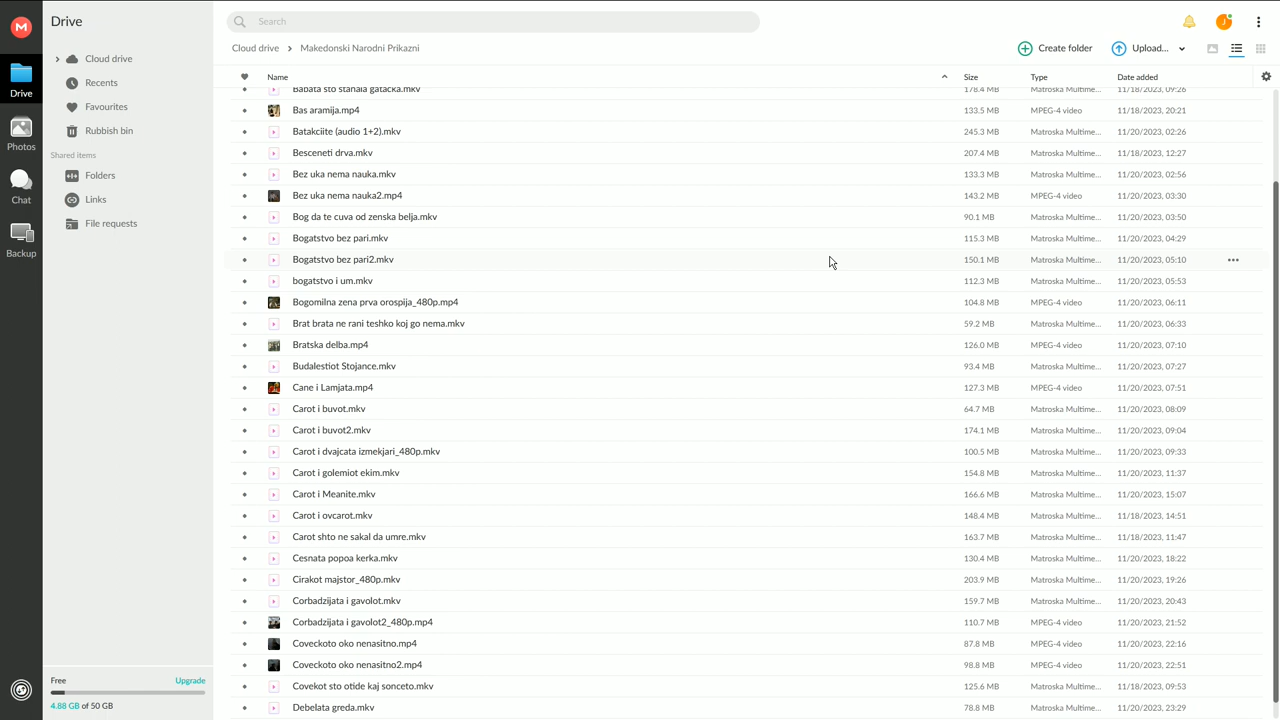 Drive
Search
J
Cloud drive
Recents
Favourites
Rubbish bin
Shared items
Folders
Links
File requests
Drive
Photos
Chat
Backup
Free
Upgrade
4.88 GB of 50 GB
Cloud drive > Makedonski Narodni Prikazni
Create folder
Upload...
Name Size Type Date added
Babata sto stanala gatacka.mkv 178.4 MB Matroska Multime... 11/18/2023, 09:26
Bas aramija.mp4 133.5 MB MPEG-4 video 11/18/2023, 20:21
Batakciite (audio 1+2).mkv 245.3 MB Matroska Multime... 11/20/2023, 02:26
Besceneti drva.mkv 207.4 MB Matroska Multime... 11/18/2023, 12:27
Bez uka nema nauka.mkv 133.3 MB Matroska Multime... 11/20/2023, 02:56
Bez uka nema nauka2.mp4 143.2 MB MPEG-4 video 11/20/2023, 03:30
Bog da te cuva od zenska belja.mkv 90.1 MB Matroska Multime... 11/20/2023, 03:50
Bogatstvo bez pari.mkv 115.3 MB Matroska Multime... 11/20/2023, 04:29
Bogatstvo bez pari2.mkv 150.1 MB Matroska Multime... 11/20/2023, 05:10
bogatstvo i um.mkv 112.3 MB Matroska Multime... 11/20/2023, 05:53
Bogomilna zena prva orospija_480p.mp4 104.8 MB MPEG-4 video 11/20/2023, 06:11
Brat brata ne rani teshko koj go nema.mkv 59.2 MB Matroska Multime... 11/20/2023, 06:33
Bratska delba.mp4 126.0 MB MPEG-4 video 11/20/2023, 07:10
Budalestiot Stojance.mkv 93.4 MB Matroska Multime... 11/20/2023, 07:27
Cane i Lamjata.mp4 127.3 MB MPEG-4 video 11/20/2023, 07:51
Carot i buvot.mkv 64.7 MB Matroska Multime... 11/20/2023, 08:09
Carot i buvot2.mkv 174.1 MB Matroska Multime... 11/20/2023, 09:04
Carot i dvajcata izmekjari_480p.mkv 100.5 MB Matroska Multime... 11/20/2023, 09:33
Carot i golemiot ekim.mkv 154.8 MB Matroska Multime... 11/20/2023, 11:37
Carot i Meanite.mkv 166.6 MB Matroska Multime... 11/20/2023, 15:07
Carot i ovcarot.mkv 148.4 MB Matroska Multime... 11/18/2023, 14:51
Carot shto ne sakal da umre.mkv 163.7 MB Matroska Multime... 11/18/2023, 11:47
Cesnata popoa kerka.mkv 130.4 MB Matroska Multime... 11/20/2023, 18:22
Cirakot majstor_480p.mkv 203.9 MB Matroska Multime... 11/20/2023, 19:26
Corbadzijata i gavolot.mkv 159.7 MB Matroska Multime... 11/20/2023, 20:43
Corbadzijata i gavolot2_480p.mp4 110.7 MB MPEG-4 video 11/20/2023, 21:52
Coveckoto oko nenasitno.mp4 87.8 MB MPEG-4 video 11/20/2023, 22:16
Coveckoto oko nenasitno2.mp4 98.8 MB MPEG-4 video 11/20/2023, 22:51
Covekot sto otide kaj sonceto.mkv 125.6 MB Matroska Multime... 11/18/2023, 09:53
Debelata greda.mkv 78.8 MB Matroska Multime... 11/20/2023, 23:29